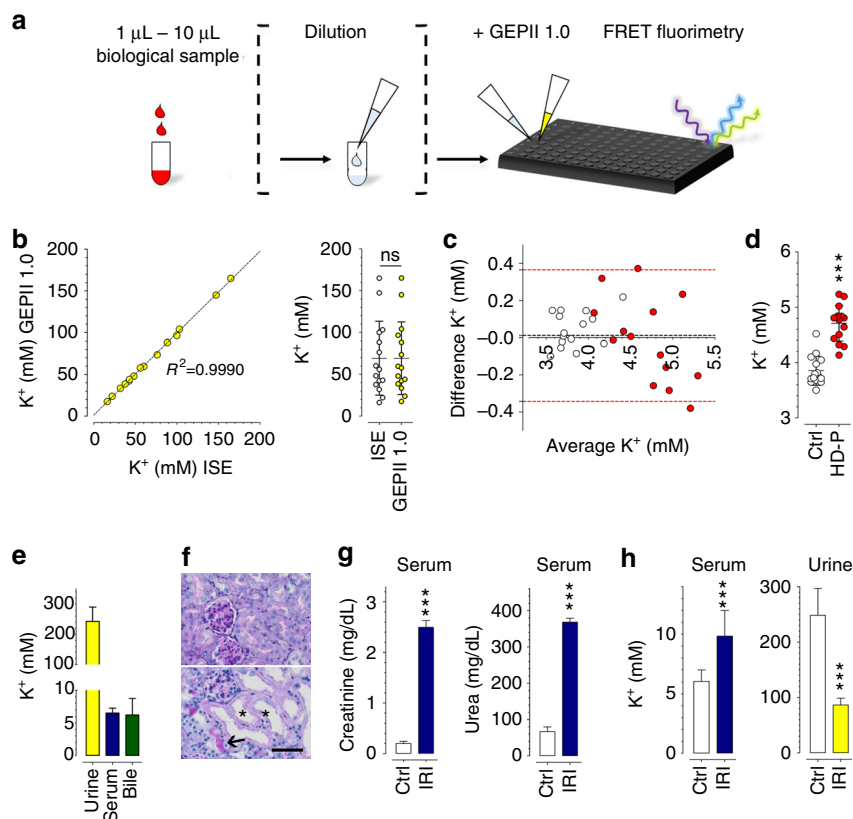 a
1 μL – 10 μL
biological sample
Dilution
+ GEPII 1.0
FRET fluorimetry
b
K⁺ (mM) GEPII 1.0
200
150
100
50
0
R²=0.9990
0 50 100 150 200
K⁺ (mM) ISE
K⁺ (mM)
200
150
100
50
0
ns
ISE
GEPII 1.0
c
Difference K⁺ (mM)
0.4
0.2
–0.0
–0.2
–0.4
3.5 4.0 4.5 5.0 5.5
Average K⁺ (mM)
d
K⁺ (mM)
6
5
4
3
***
Ctrl
HD-P
e
K⁺ (mM)
300
200
100
10
5
0
Urine
Serum
Bile
f
* *
g
Serum
Creatinine (mg/dL)
3
2
1
0
***
Ctrl
IRI
Serum
Urea (mg/dL)
400
300
200
100
0
***
Ctrl
IRI
h
Serum
K⁺ (mM)
10
5
0
***
Ctrl
IRI
Urine
300
200
100
0
***
Ctrl
IRI